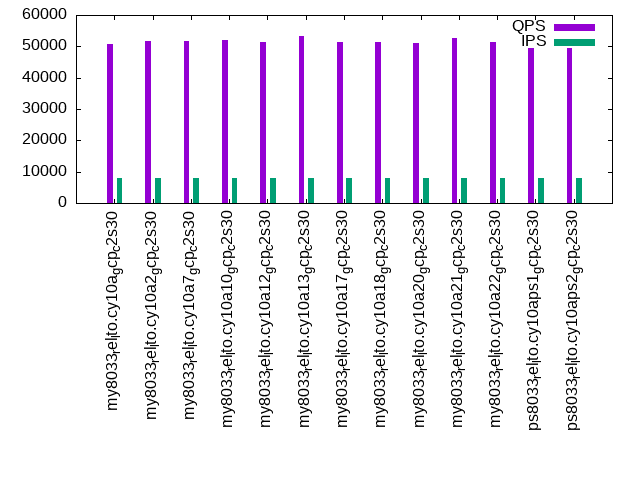 60000
50000
40000
30000
20000
10000
0
QPS
IPS
my8033relto.cy10agcpc2s30
my8033relto.cy10a2gcpc2s30
my8033relto.cy10a7gcpc2s30
my8033relto.cy10a10gcpc2s30
my8033relto.cy10a12gcpc2s30
my8033relto.cy10a13gcpc2s30
my8033relto.cy10a17gcpc2s30
my8033relto.cy10a18gcpc2s30
my8033relto.cy10a20gcpc2s30
my8033relto.cy10a21gcpc2s30
my8033relto.cy10a22gcpc2s30
ps8033relto.cy10aps1gcpc2s30
ps8033relto.cy10aps2gcpc2s30